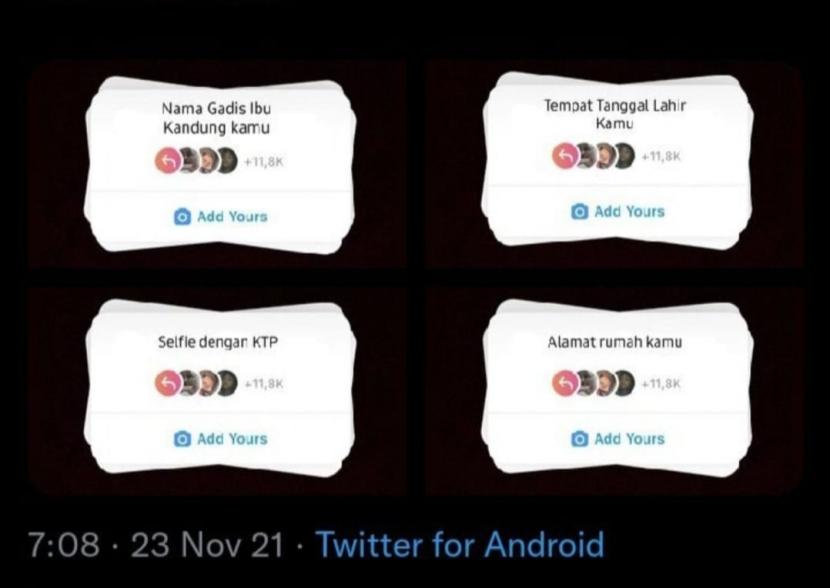 Nama Gadis Ibu
Kandung kamu
+11,8K
Add Yours
Tempat Tanggal Lahir
Kamu
+11,8K
Add Yours
Selfie dengan KTP
+11,8K
Add Yours
Alamat rumah kamu
+11,8K
Add Yours
7:08 · 23 Nov 21 · Twitter for Android